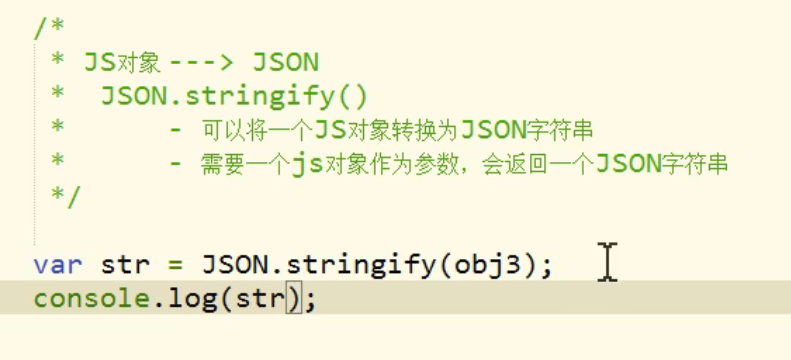 /*
* JS对象 ---> JSON
* JSON.stringify()
* - 可以将一个JS对象转换为JSON字符串
* - 需要一个js对象作为参数，会返回一个JSON字符串
*/
var str = JSON.stringify(obj3);
console.log(str);